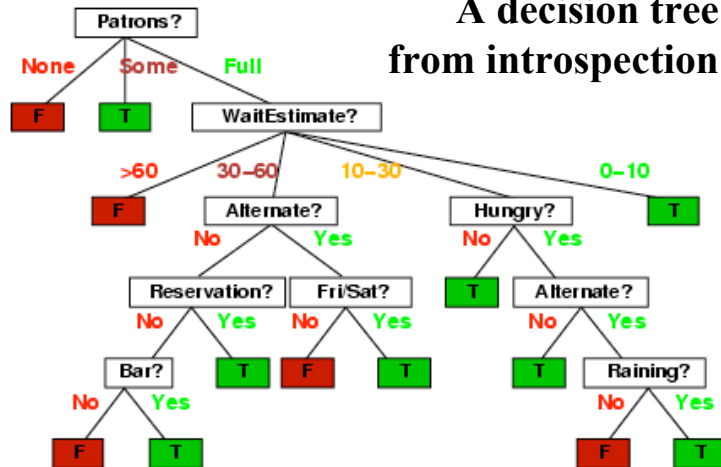 A decision tree
from introspection
Patrons?
None Some Full
F T WaitEstimate?
>60 30–60 10–30 0–10
F Alternate? Hungry? T
No Yes No Yes
Reservation? Fri/Sat? T Alternate?
No Yes No Yes No Yes
Bar? T F T T Raining?
No Yes No Yes
F T F T